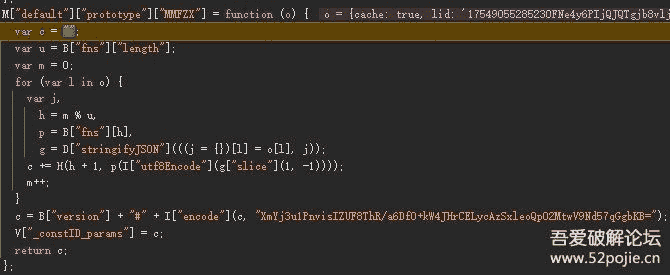 M["default"]["prototype"]["MMFZX"] = function (o) { o = {cache: true, lid: `17549055285230FNe4y6PIjQJQTgjb8vlj
var c = "";
var u = B["fns"]["length"];
var m = 0;
for (var l in o) {
var j,
h = m % u,
p = B["fns"][h],
g = D["stringifyJSON"](((j = {})[l] = o[l], j));
c += H(h + 1, p(I["utf8Encode"](g["slice"](1, -1))));
m++;
}
c = B["version"] + "#" + I["encode"](c, "XmYj3u1PnvisIZUF8ThR/a6DfO+kW4JHrCELycAzSxleoQp02MtwV9Nd57qGgbKB=");
V["_constID_params"] = c;
return c;
};
吾爱破解论坛
www.52pojie.cn